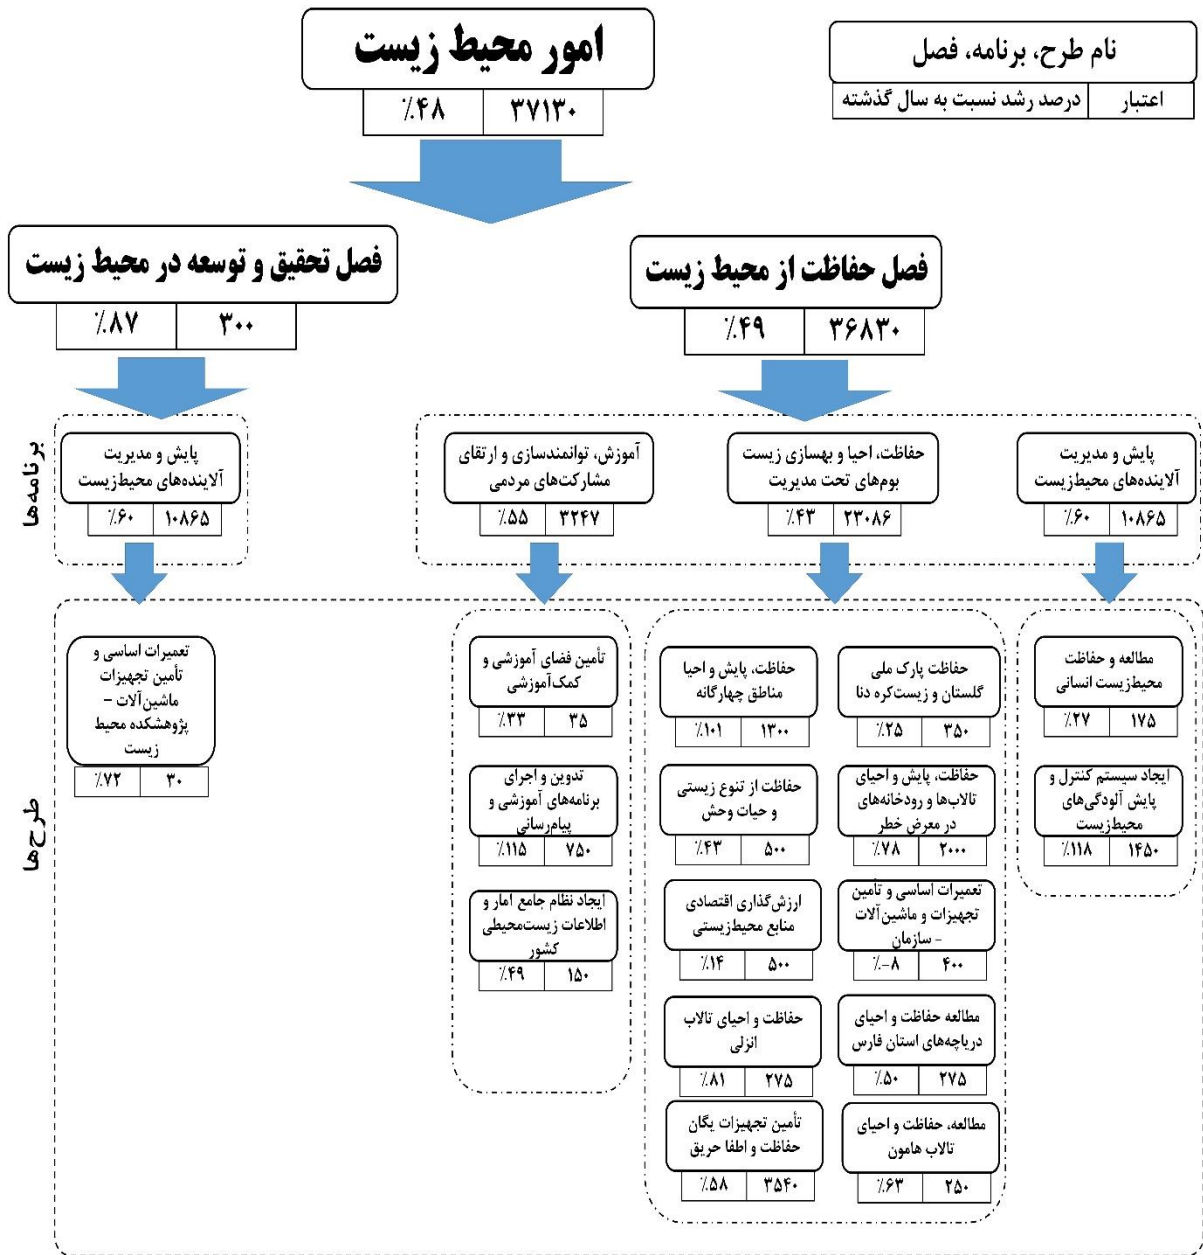 امور محیط زیست
۳۷۱۳۰ ٪۴۸
نام طرح، برنامه، فصل
اعتبار درصد رشد نسبت به سال گذشته
فصل حفاظت از محیط زیست
۳۶۸۳۰ ٪۴۹
فصل تحقیق و توسعه در محیط زیست
۳۰۰ ٪۸۷
برنامه‌ها
پایش و مدیریت
آلاینده‌های محیط‌زیست
۱۰۸۶۵ ٪۶۰
حفاظت، احیا و بهسازی زیست
بوم‌های تحت مدیریت
۲۳۰۸۶ ٪۴۳
آموزش، توانمندسازی و ارتقای
مشارکت‌های مردمی
۳۲۴۷ ٪۵۵
پایش و مدیریت
آلاینده‌های محیط‌زیست
۱۰۸۶۵ ٪۶۰
طرح‌ها
مطالعه و حفاظت
محیط‌زیست انسانی
۱۷۵ ٪۲۷
ایجاد سیستم کنترل و
پایش آلودگی‌های
محیط‌زیست
۱۴۵۰ ٪۱۱۸
حفاظت پارک ملی
گلستان و زیست‌کره دنا
۳۵۰ ٪۲۵
حفاظت، پایش و احیای
تالاب‌ها و رودخانه‌های
در معرض خطر
۲۰۰۰ ٪۷۸
تعمیرات اساسی و تأمین
تجهیزات و ماشین‌آلات
- سازمان
۴۰۰ ٪-۸
مطالعه حفاظت و احیای
دریاچه‌های استان فارس
۲۷۵ ٪۵۰
مطالعه، حفاظت و احیای
تالاب هامون
۲۵۰ ٪۶۳
حفاظت، پایش و احیا
مناطق چهارگانه
۱۳۰۰ ٪۱۰۱
حفاظت از تنوع زیستی
و حیات وحش
۵۰۰ ٪۴۳
ارزش‌گذاری اقتصادی
منابع محیط‌زیستی
۵۰۰ ٪۱۴
حفاظت و احیای تالاب
انزلی
۲۷۵ ٪۸۱
تأمین تجهیزات یگان
حفاظت و اطفا حریق
۳۵۴۰ ٪۵۸
تأمین فضای آموزشی و
کمک‌آموزشی
۳۵ ٪۳۳
تدوین و اجرای
برنامه‌های آموزشی و
پیام‌رسانی
۷۵۰ ٪۱۱۵
ایجاد نظام جامع امار و
اطلاعات زیست‌محیطی
کشور
۱۵۰ ٪۴۹
تعمیرات اساسی و
تأمین تجهیزات
ماشین‌آلات -
پژوهشکده محیط
زیست
۳۰ ٪۷۲